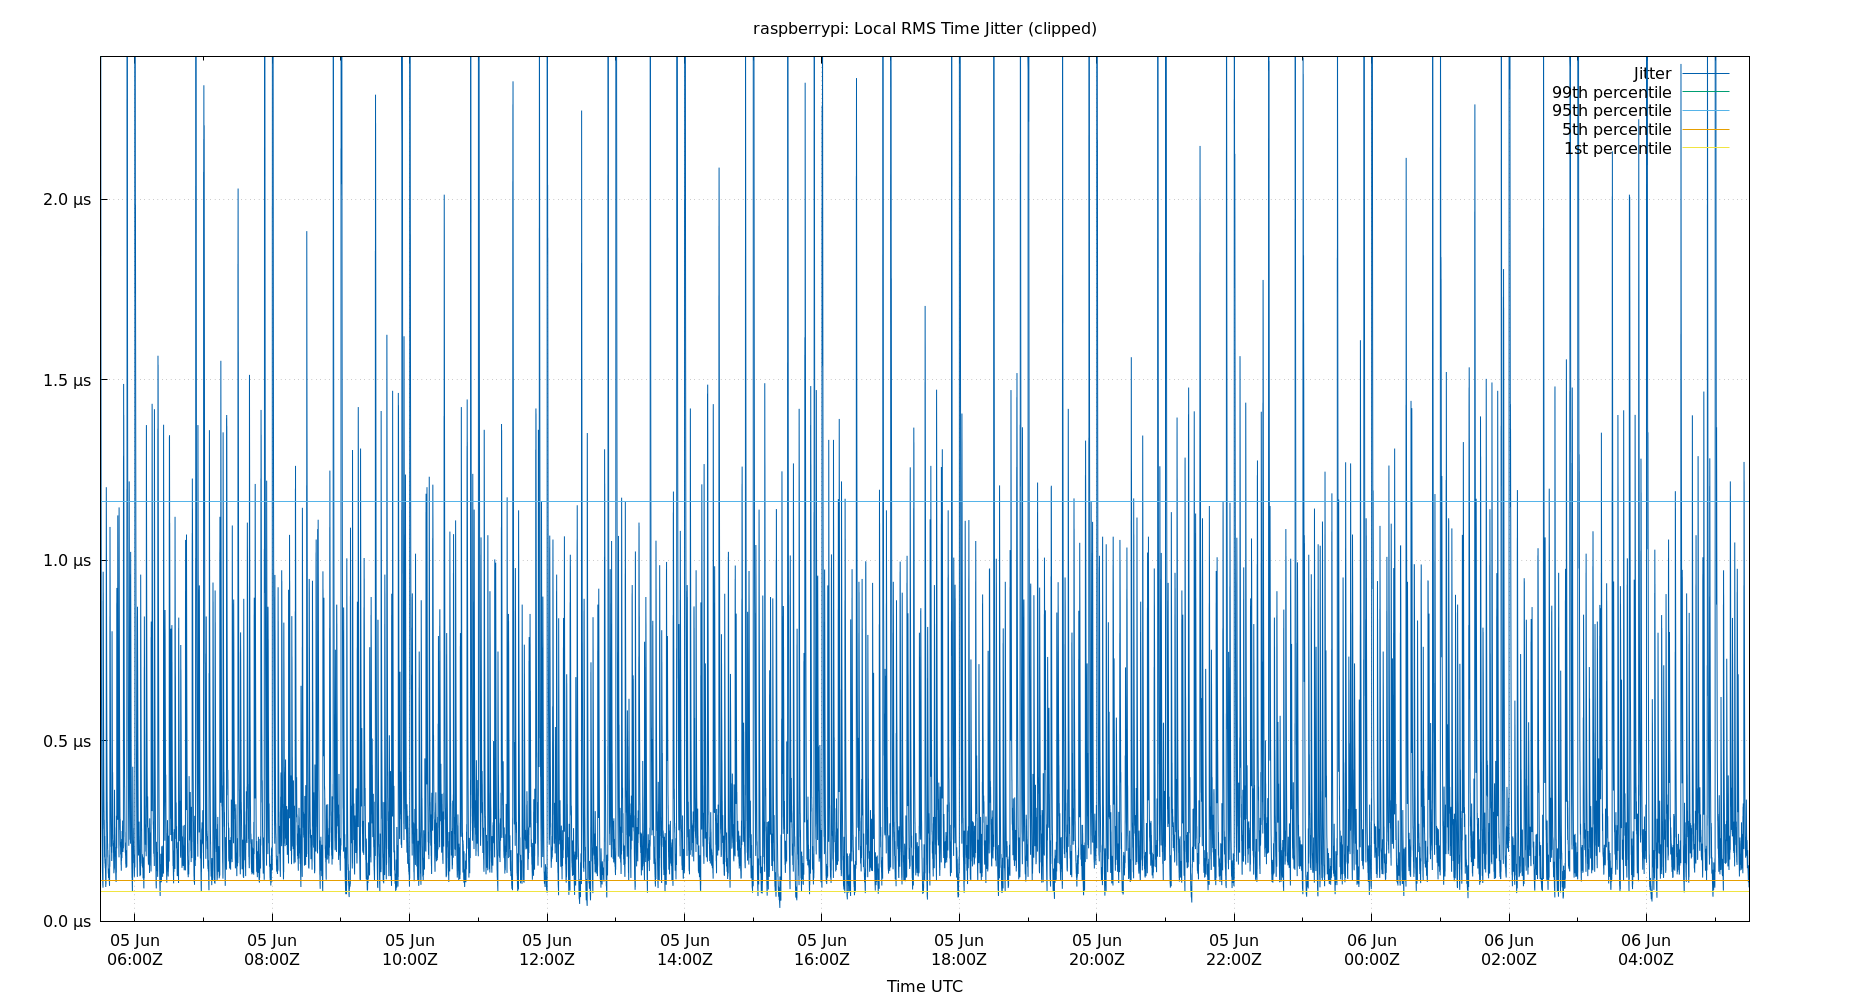 raspberrypi: Local RMS Time Jitter (clipped)
Jitter
99th percentile
95th percentile
5th percentile
1st percentile
2.0 µs
1.5 µs
1.0 µs
0.5 µs
0.0 µs
05 Jun 05 Jun 05 Jun 05 Jun 05 Jun 05 Jun 05 Jun 05 Jun 05 Jun 06 Jun 06 Jun 06 Jun
06:00Z 08:00Z 10:00Z 12:00Z 14:00Z 16:00Z 18:00Z 20:00Z 22:00Z 00:00Z 02:00Z 04:00Z
Time UTC